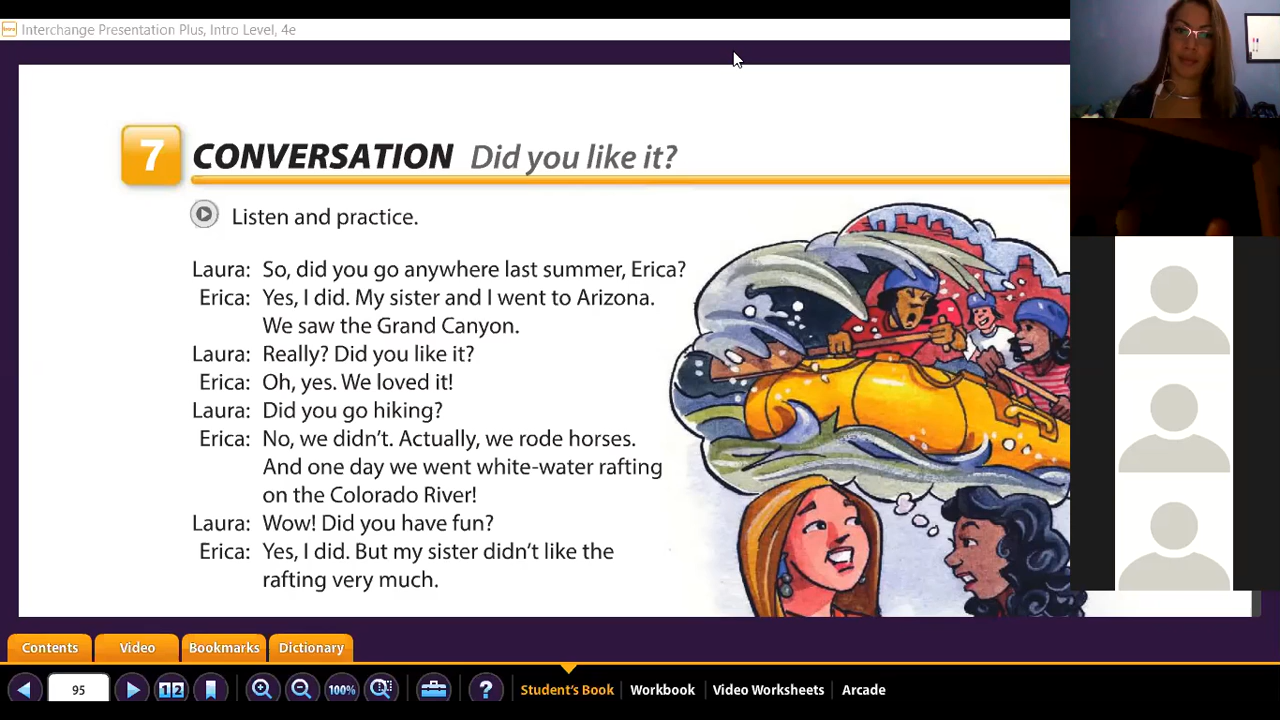 Interchange Presentation Plus, Intro Level, 4e
7 CONVERSATION Did you like it?
Listen and practice.
Laura: So, did you go anywhere last summer, Erica?
Erica: Yes, I did. My sister and I went to Arizona.
We saw the Grand Canyon.
Laura: Really? Did you like it?
Erica: Oh, yes. We loved it!
Laura: Did you go hiking?
Erica: No, we didn't. Actually, we rode horses.
And one day we went white-water rafting
on the Colorado River!
Laura: Wow! Did you have fun?
Erica: Yes, I did. But my sister didn't like the
rafting very much.
Contents Video Bookmarks Dictionary
95 12 100% ? Student's Book Workbook Video Worksheets Arcade